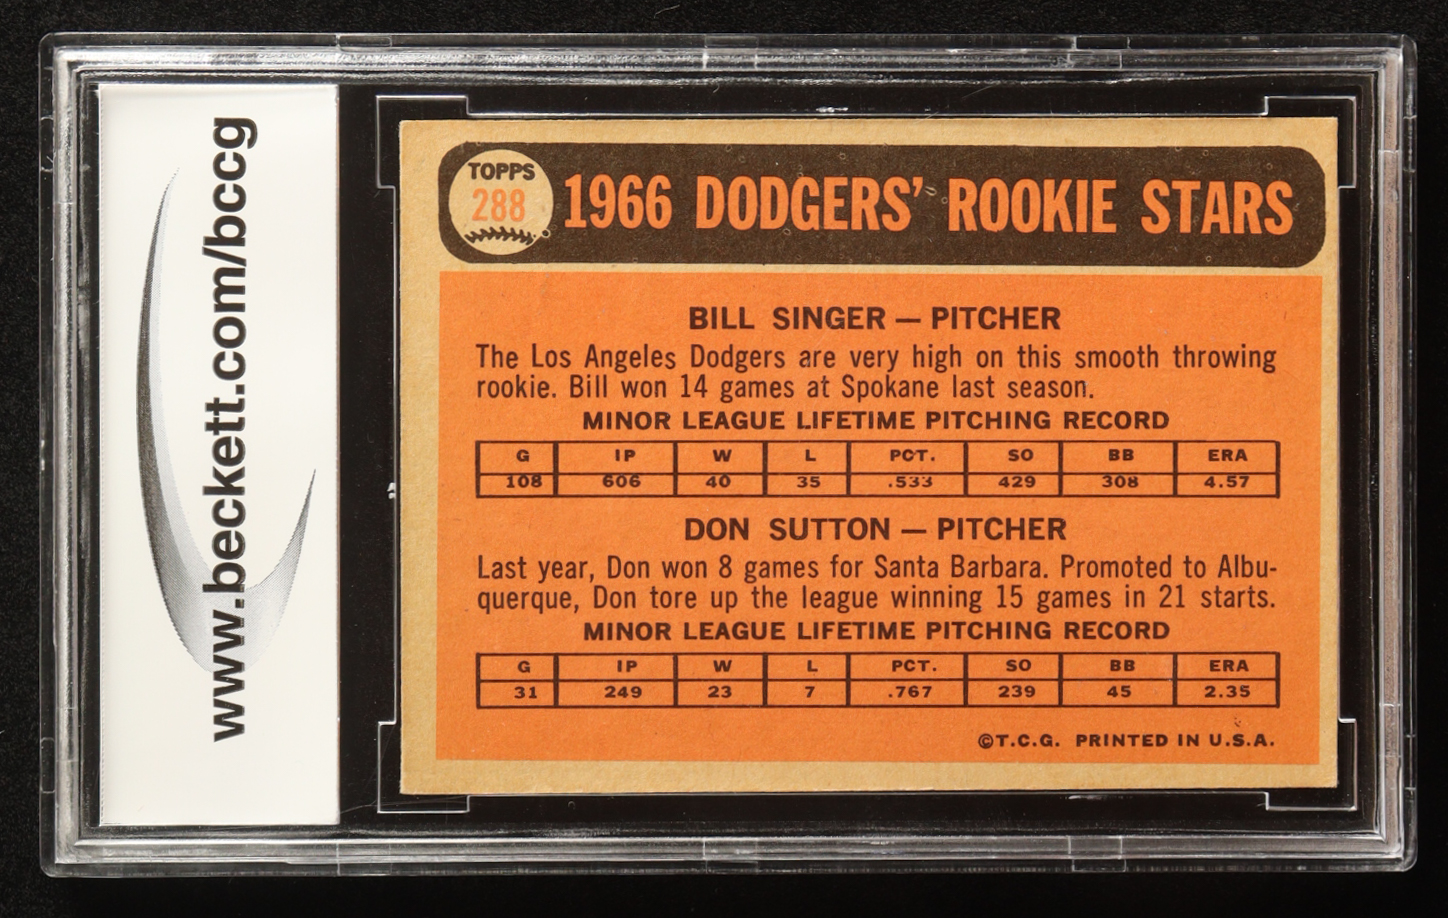 www.beckett.com/bccg
TOPPS
288
1966 DODGERS' ROOKIE STARS
BILL SINGER — PITCHER
The Los Angeles Dodgers are very high on this smooth throwing
rookie. Bill won 14 games at Spokane last season.
MINOR LEAGUE LIFETIME PITCHING RECORD
G IP W L PCT. SO BB ERA
108 606 40 35 .533 429 308 4.57
DON SUTTON — PITCHER
Last year, Don won 8 games for Santa Barbara. Promoted to Albu-
querque, Don tore up the league winning 15 games in 21 starts.
MINOR LEAGUE LIFETIME PITCHING RECORD
G IP W L PCT. SO BB ERA
31 249 23 7 .767 239 45 2.35
©T.C.G. PRINTED IN U.S.A.